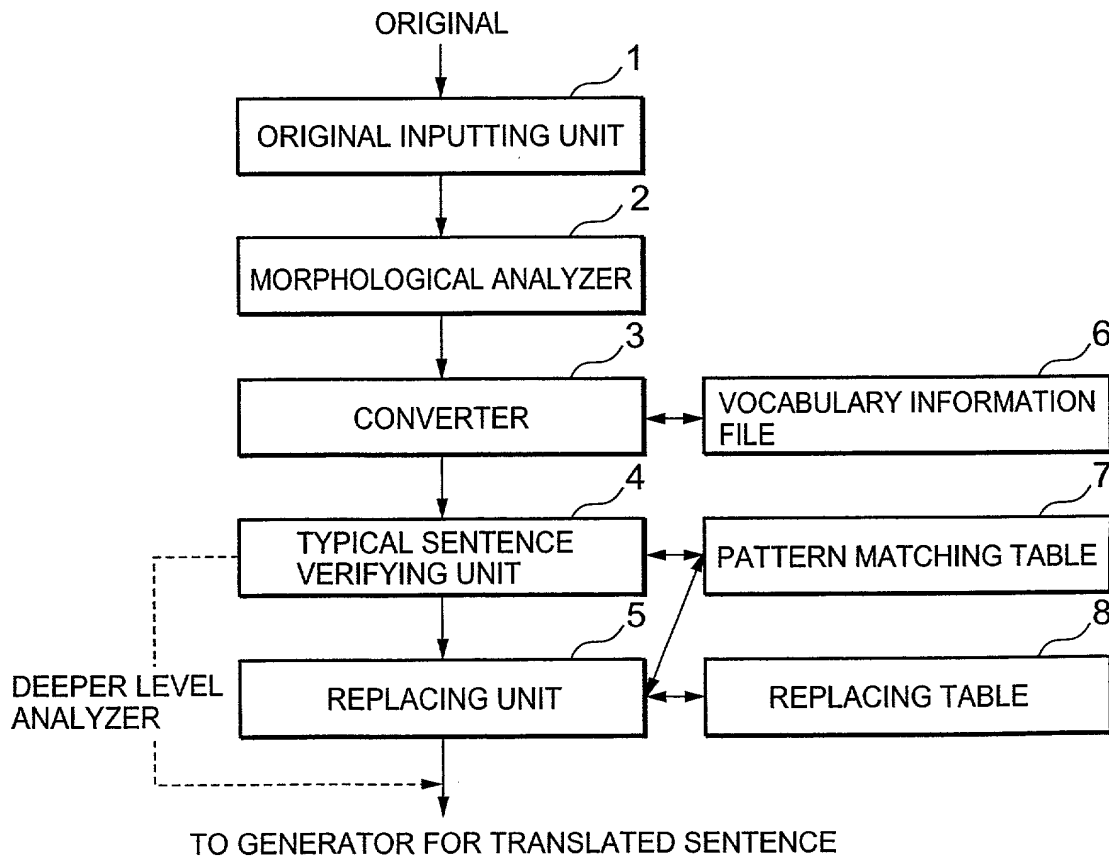 ORIGINAL
1
ORIGINAL INPUTTING UNIT
2
MORPHOLOGICAL ANALYZER
3
CONVERTER
6
VOCABULARY INFORMATION
FILE
4
TYPICAL SENTENCE
VERIFYING UNIT
7
PATTERN MATCHING TABLE
5
REPLACING UNIT
8
REPLACING TABLE
DEEPER LEVEL
ANALYZER
TO GENERATOR FOR TRANSLATED SENTENCE